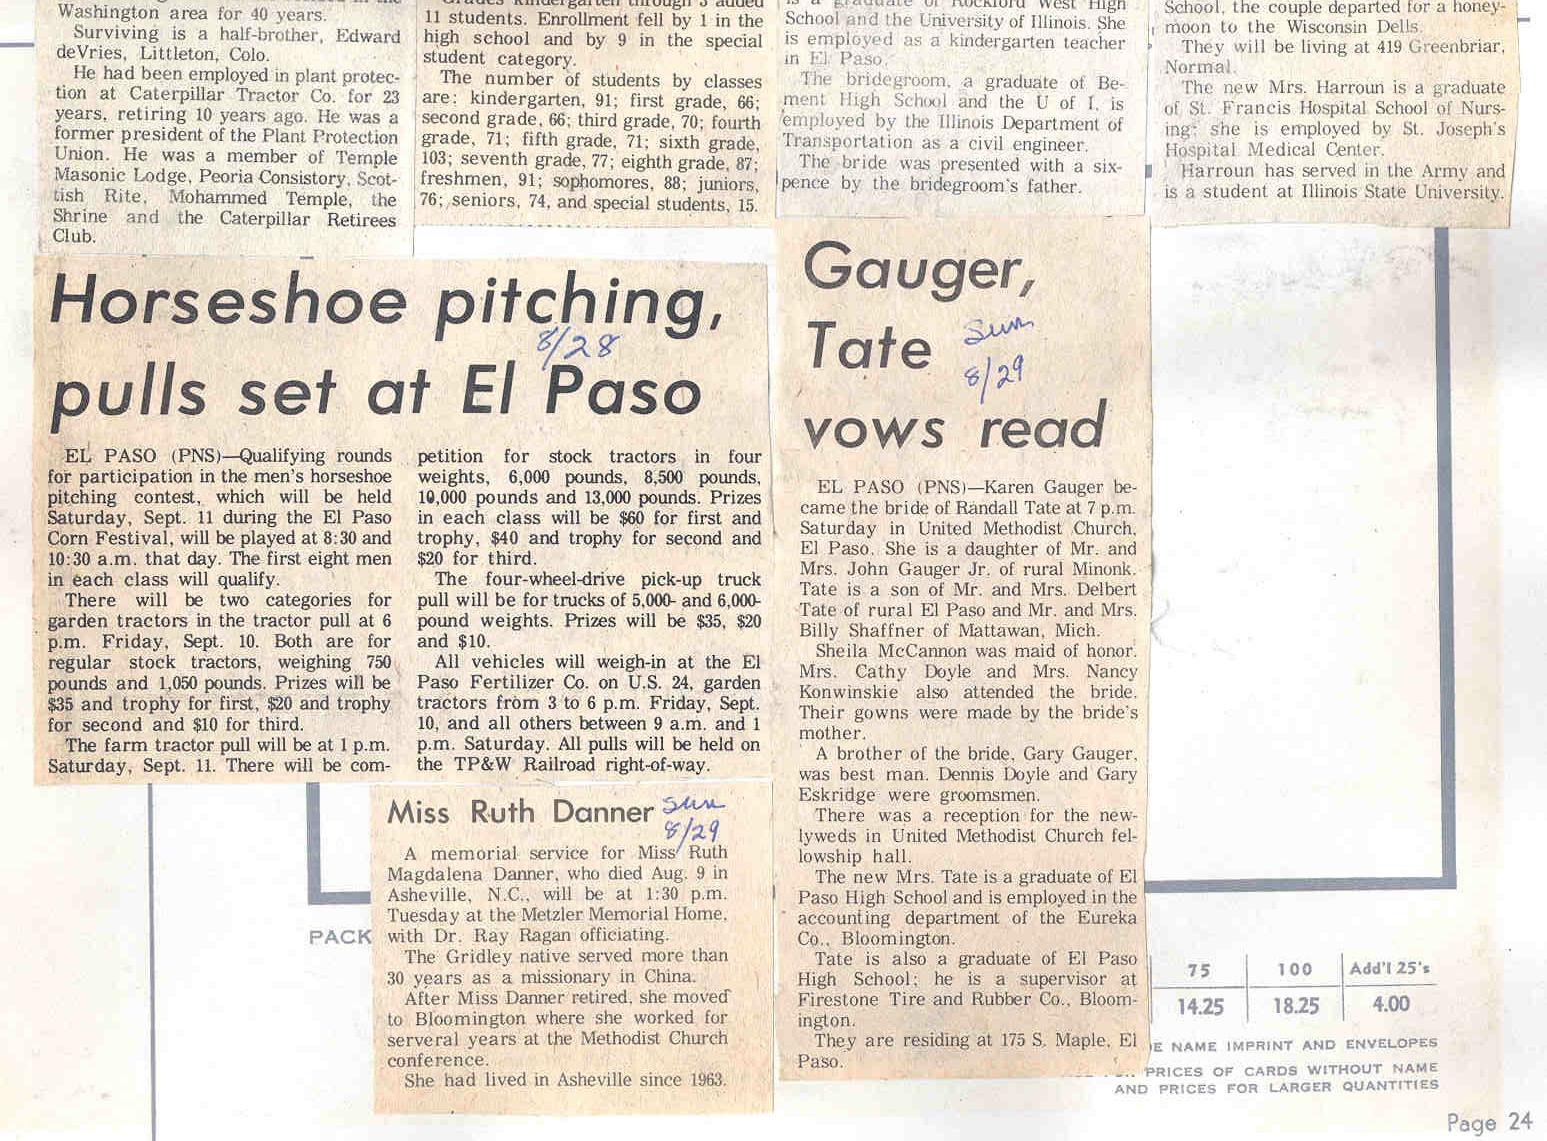 Washington area for 40 years.
Surviving is a half-brother, Edward
deVries, Littleton, Colo.
He had been employed in plant protec-
tion at Caterpillar Tractor Co. for 23
years, retiring 10 years ago. He was a
former president of the Plant Protection
Union. He was a member of Temple
Masonic Lodge, Peoria Consistory, Scot-
tish Rite, Mohammed Temple, the
Shrine and the Caterpillar Retirees
Club.
Grades kindergarten through 5 added
11 students. Enrollment fell by 1 in the
high school and by 9 in the special
student category.
The number of students by classes
are: kindergarten, 91; first grade, 66;
second grade, 66; third grade, 70; fourth
grade, 71; fifth grade, 71; sixth grade,
103; seventh grade, 77; eighth grade, 87;
freshmen, 91; sophomores, 88; juniors,
76; seniors, 74, and special students, 15.
is a graduate of Rockford West High
School and the University of Illinois. She
is employed as a kindergarten teacher
in El Paso.
The bridegroom, a graduate of Be-
ment High School and the U of I, is
employed by the Illinois Department of
Transportation as a civil engineer.
The bride was presented with a six-
pence by the bridegroom's father.
School, the couple departed for a honey-
moon to the Wisconsin Dells.
They will be living at 419 Greenbriar,
Normal.
The new Mrs. Harroun is a graduate
of St. Francis Hospital School of Nurs-
ing; she is employed by St. Joseph's
Hospital Medical Center.
Harroun has served in the Army and
is a student at Illinois State University.
Horseshoe pitching,
8/28
pulls set at El Paso
EL PASO (PNS)—Qualifying rounds
for participation in the men's horseshoe
pitching contest, which will be held
Saturday, Sept. 11 during the El Paso
Corn Festival, will be played at 8:30 and
10:30 a.m. that day. The first eight men
in each class will qualify.
There will be two categories for
garden tractors in the tractor pull at 6
p.m. Friday, Sept. 10. Both are for
regular stock tractors, weighing 750
pounds and 1,050 pounds. Prizes will be
$35 and trophy for first, $20 and trophy
for second and $10 for third.
The farm tractor pull will be at 1 p.m.
Saturday, Sept. 11. There will be com-
petition for stock tractors in four
weights, 6,000 pounds, 8,500 pounds,
10,000 pounds and 13,000 pounds. Prizes
in each class will be $60 for first and
trophy, $40 and trophy for second and
$20 for third.
The four-wheel-drive pick-up truck
pull will be for trucks of 5,000- and 6,000-
pound weights. Prizes will be $35, $20
and $10.
All vehicles will weigh-in at the El
Paso Fertilizer Co. on U.S. 24, garden
tractors from 3 to 6 p.m. Friday, Sept.
10, and all others between 9 a.m. and 1
p.m. Saturday. All pulls will be held on
the TP&W Railroad right-of-way.
Miss Ruth Danner
Sun
8/29
A memorial service for Miss Ruth
Magdalena Danner, who died Aug. 9 in
Asheville, N.C., will be at 1:30 p.m.
Tuesday at the Metzler Memorial Home,
with Dr. Ray Ragan officiating.
The Gridley native served more than
30 years as a missionary in China.
After Miss Danner retired, she moved
to Bloomington where she worked for
serveral years at the Methodist Church
conference.
She had lived in Asheville since 1963.
Gauger,
Tate
Sun
8/29
vows read
EL PASO (PNS)—Karen Gauger be-
came the bride of Randall Tate at 7 p.m.
Saturday in United Methodist Church,
El Paso. She is a daughter of Mr. and
Mrs. John Gauger Jr. of rural Minonk.
Tate is a son of Mr. and Mrs. Delbert
Tate of rural El Paso and Mr. and Mrs.
Billy Shaffner of Mattawan, Mich.
Sheila McCannon was maid of honor.
Mrs. Cathy Doyle and Mrs. Nancy
Konwinskie also attended the bride.
Their gowns were made by the bride's
mother.
A brother of the bride, Gary Gauger,
was best man. Dennis Doyle and Gary
Eskridge were groomsmen.
There was a reception for the new-
lyweds in United Methodist Church fel-
lowship hall.
The new Mrs. Tate is a graduate of El
Paso High School and is employed in the
accounting department of the Eureka
Co., Bloomington.
Tate is also a graduate of El Paso
High School; he is a supervisor at
Firestone Tire and Rubber Co., Bloom-
ington.
They are residing at 175 S. Maple, El
Paso.
PACK
75 100 Add'l 25's
14.25 18.25 4.00
E NAME IMPRINT AND ENVELOPES
PRICES OF CARDS WITHOUT NAME
AND PRICES FOR LARGER QUANTITIES
Page 24